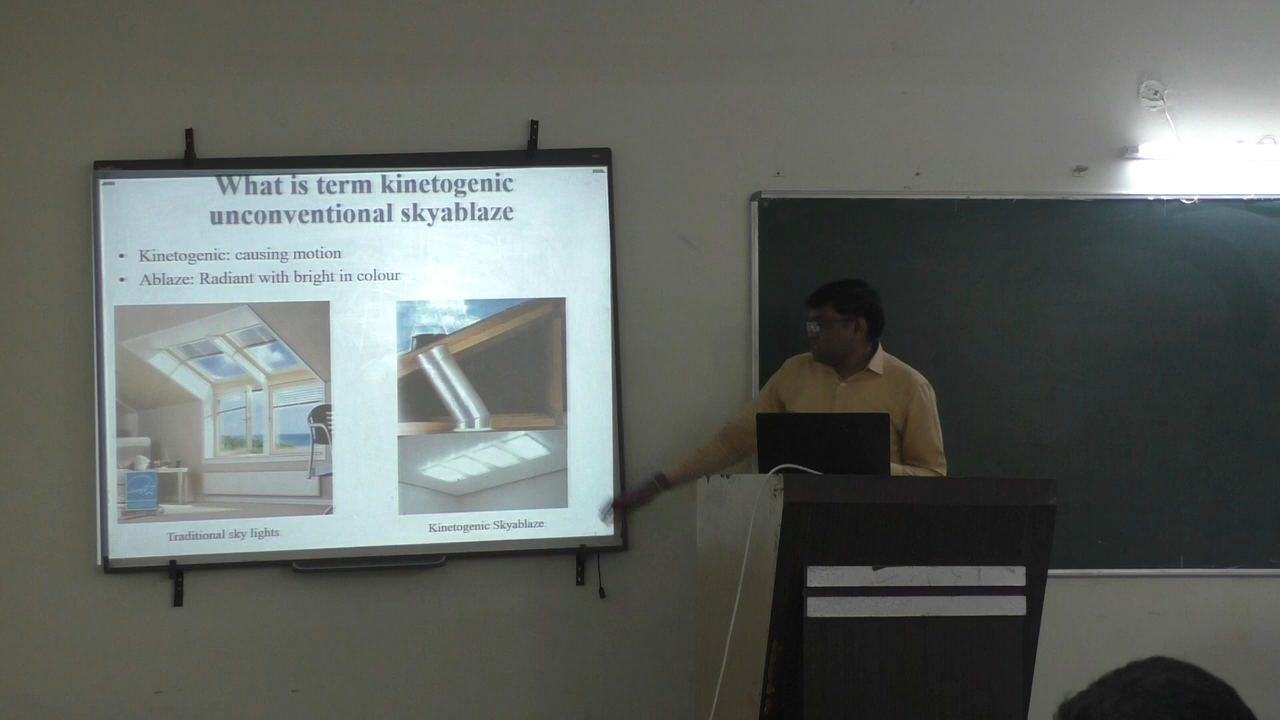 What is term kinetogenic
unconventional skyablaze
• Kinetogenic: causing motion
• Ablaze: Radiant with bright in colour
Traditional sky lights
Kinetogenic Skyablaze